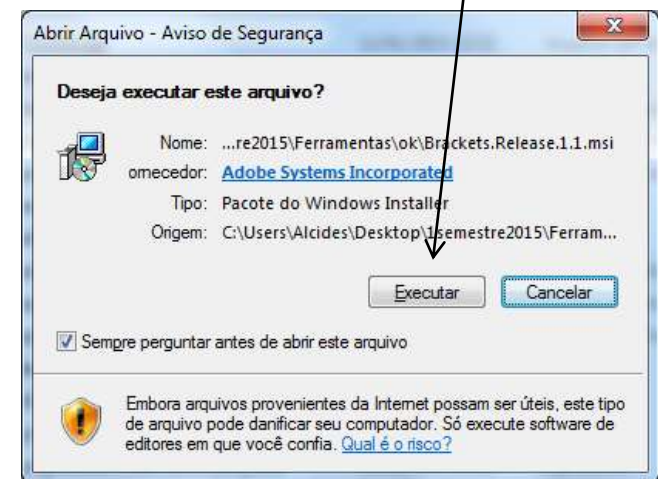 Abrir Arquivo - Aviso de Segurança
Deseja executar este arquivo?
Nome: ...re2015\Ferramentas\ok\Brackets.Release.1.1.msi
ornecedor: Adobe Systems Incorporated
Tipo: Pacote do Windows Installer
Origem: C:\Users\Alcides\Desktop\1semestre2015\Ferram...
Executar Cancelar
Sempre perguntar antes de abrir este arquivo
Embora arquivos provenientes da Internet possam ser úteis, este tipo
de arquivo pode danificar seu computador. Só execute software de
editores em que você confia. Qual é o risco?